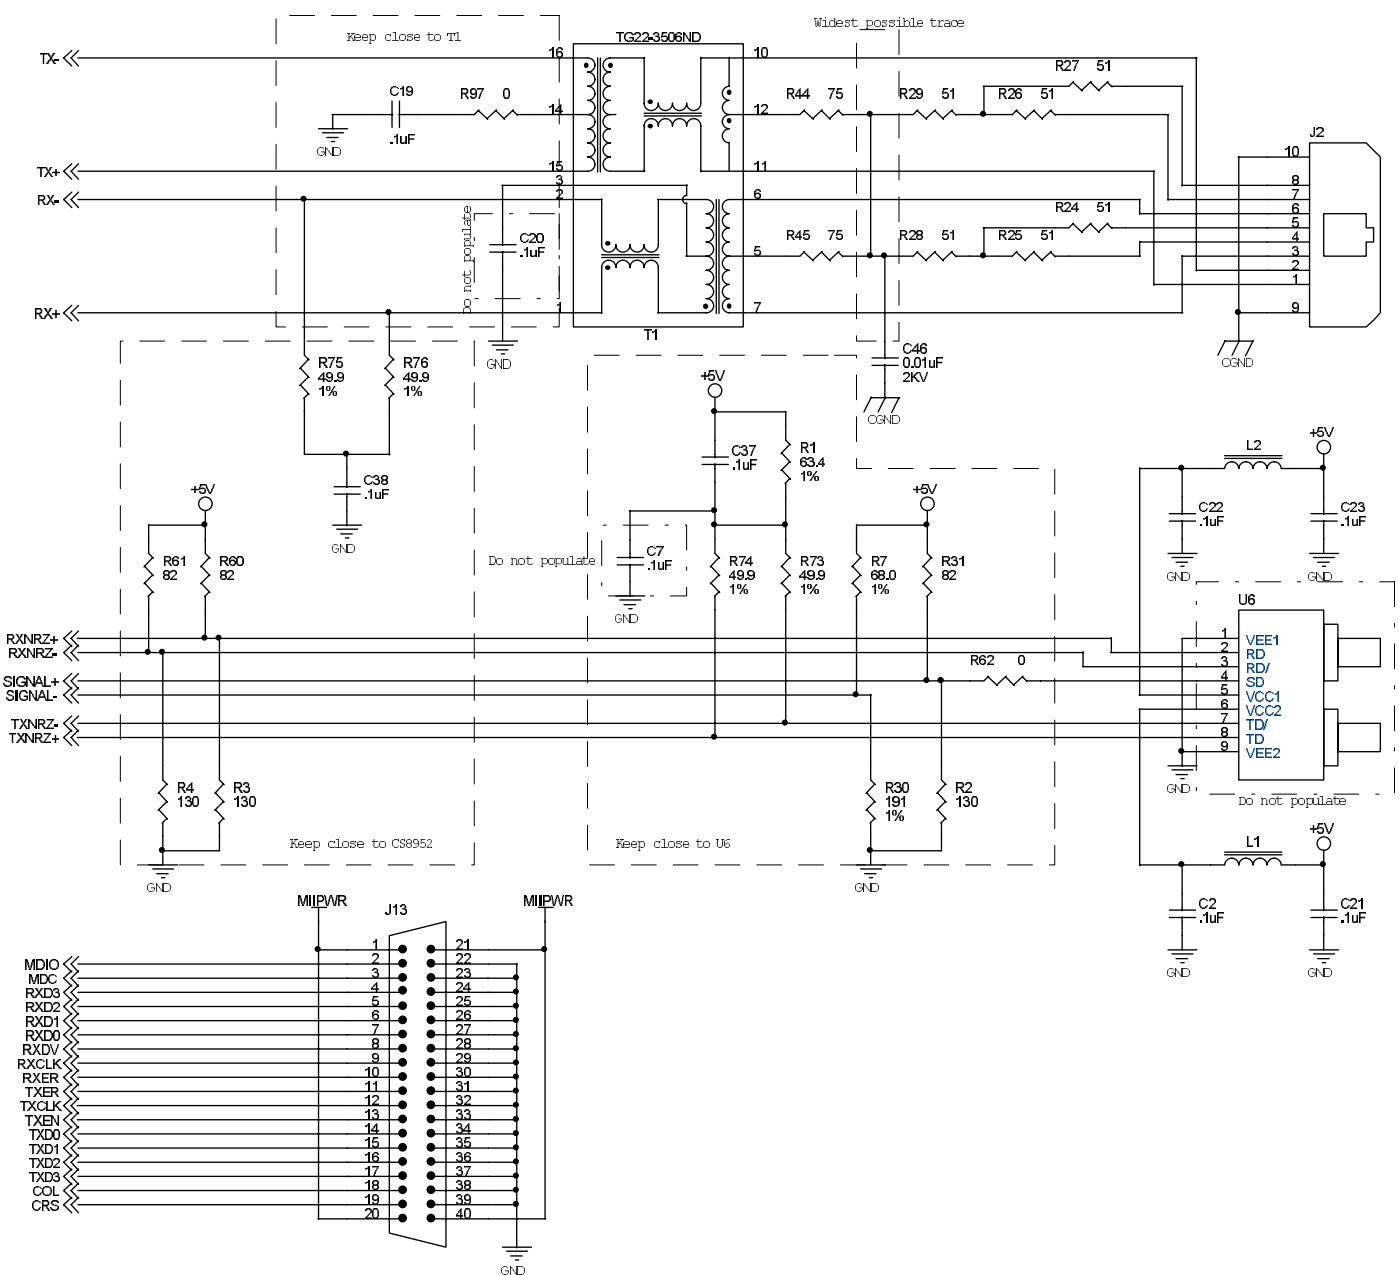 Keep close to T1
TG22-3506ND
Widest possible trace
TX-
16
10
R27 51
C19
.1uF
R97 0
14
12
R44 75
R29 51
R26 51
GND
J2
TX+
15
11
10
RX-
3
2
6
8
7
6
5
4
3
2
1
9
Do not populate
C20
.1uF
R24 51
5
R45 75
R28 51
R25 51
RX+
1
7
T1
GND
CGND
R75
49.9
1%
R76
49.9
1%
C46
0.01uF
2KV
CGND
+5V
C37
.1uF
R1
63.4
1%
+5V
L2
C38
.1uF
GND
+5V
+5V
C22
.1uF
C23
.1uF
GND
GND
R61
82
R60
82
Do not populate
C7
.1uF
GND
R74
49.9
1%
R73
49.9
1%
R7
68.0
1%
R31
82
U6
RXNRZ+
RXNRZ-
SIGNAL+
SIGNAL-
TXNRZ-
TXNRZ+
R62 0
1 VEE1
2 RD
3 RD/
4 SD
5 VCC1
6 VCC2
7 TD/
8 TD
9 VEE2
GND
Do not populate
R4
130
R3
130
R30
191
1%
R2
130
Keep close to CS8952
Keep close to U6
GND
GND
+5V
L1
C2
.1uF
C21
.1uF
GND
GND
MIIPWR
J13
MIIPWR
1 21
MDIO 2 22
MDC 3 23
RXD3 4 24
RXD2 5 25
RXD1 6 26
RXD0 7 27
RXDV 8 28
RXCLK 9 29
RXER 10 30
TXER 11 31
TXCLK 12 32
TXEN 13 33
TXD0 14 34
TXD1 15 35
TXD2 16 36
TXD3 17 37
COL 18 38
CRS 19 39
20 40
GND